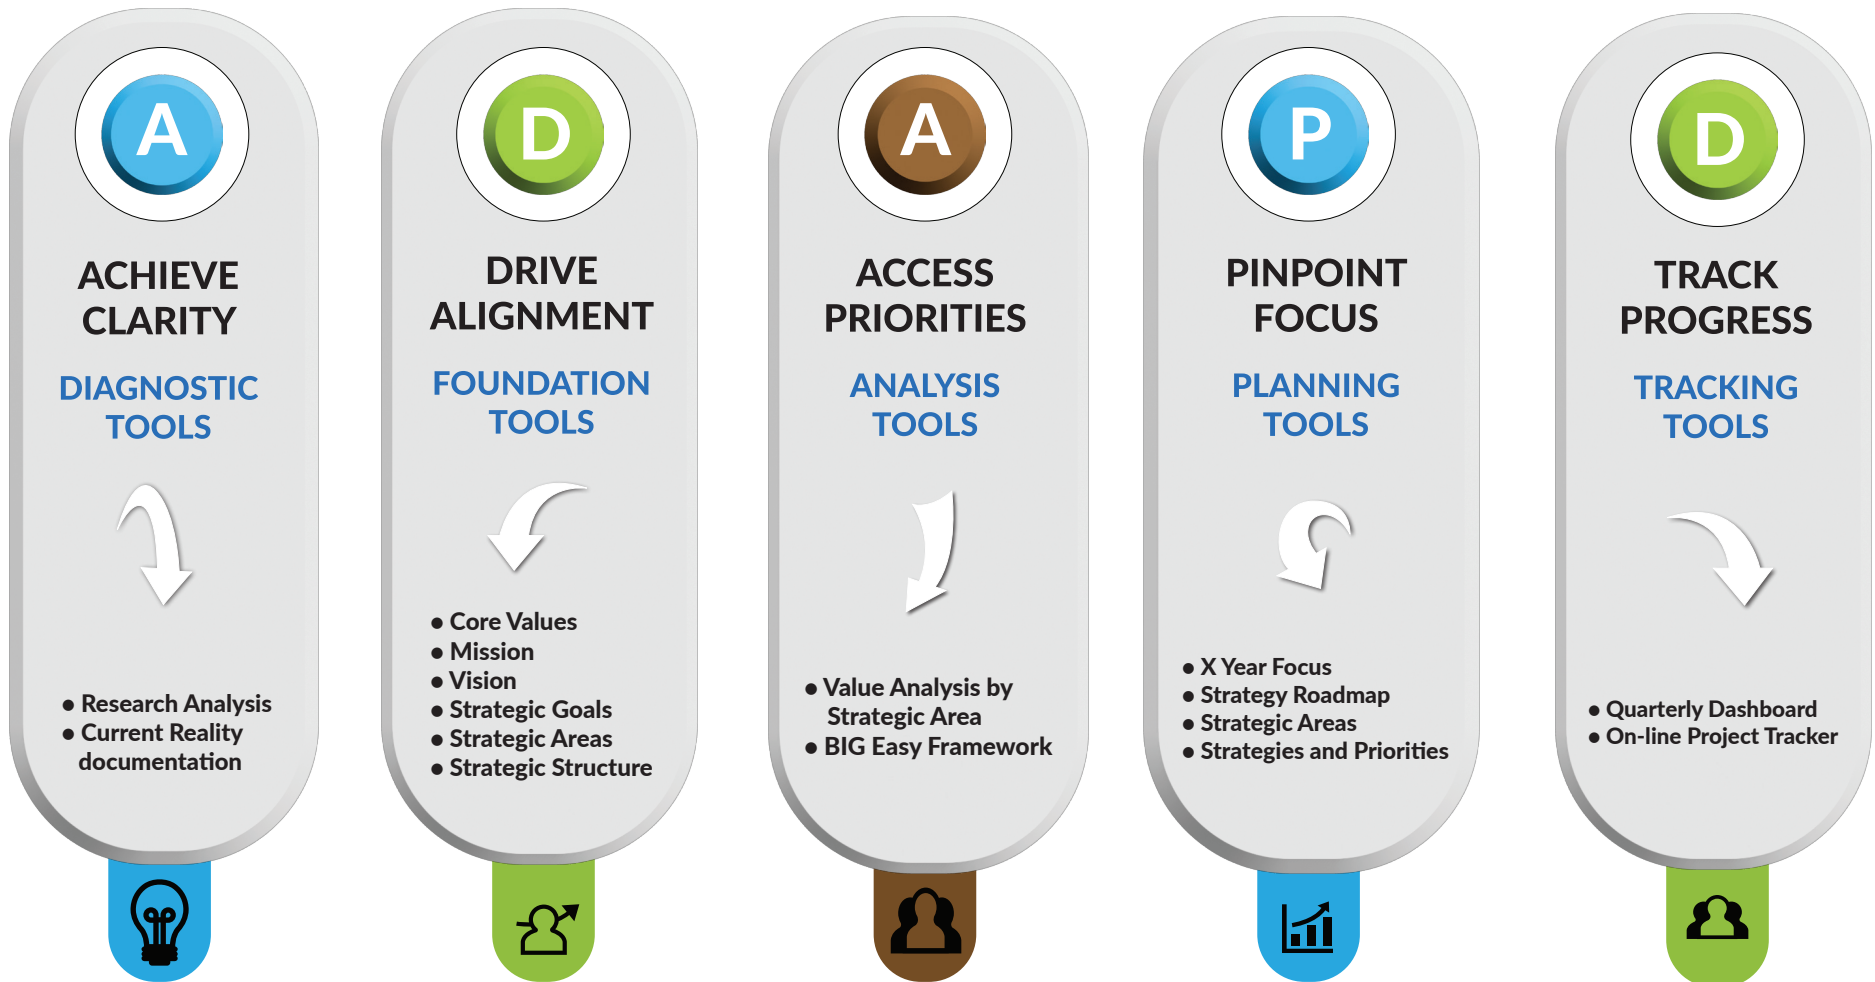 A
ACHIEVE
CLARITY
DIAGNOSTIC
TOOLS
● Research Analysis
● Current Reality
documentation
D
DRIVE
ALIGNMENT
FOUNDATION
TOOLS
● Core Values
● Mission
● Vision
● Strategic Goals
● Strategic Areas
● Strategic Structure
A
ACCESS
PRIORITIES
ANALYSIS
TOOLS
● Value Analysis by
Strategic Area
● BIG Easy Framework
P
PINPOINT
FOCUS
PLANNING
TOOLS
● X Year Focus
● Strategy Roadmap
● Strategic Areas
● Strategies and Priorities
D
TRACK
PROGRESS
TRACKING
TOOLS
● Quarterly Dashboard
● On-line Project Tracker